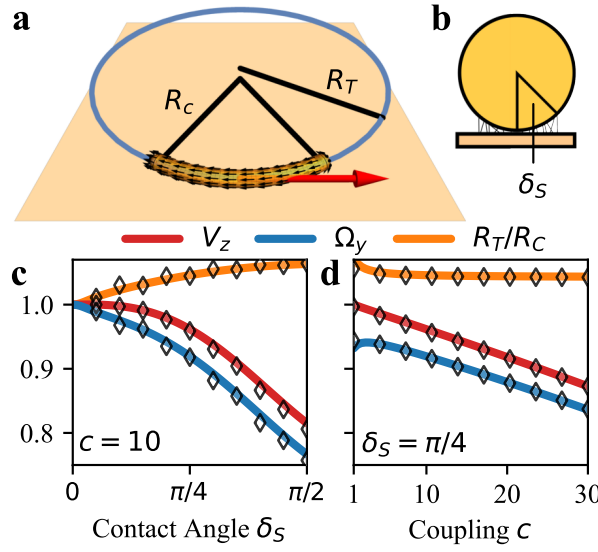 a
b
R_c
R_T
δ_S
V_z
Ω_y
R_T/R_C
c
d
1.0
0.9
0.8
c = 10
δ_S = π/4
0
π/4
π/2
1
10
20
30
Contact Angle δ_S
Coupling c